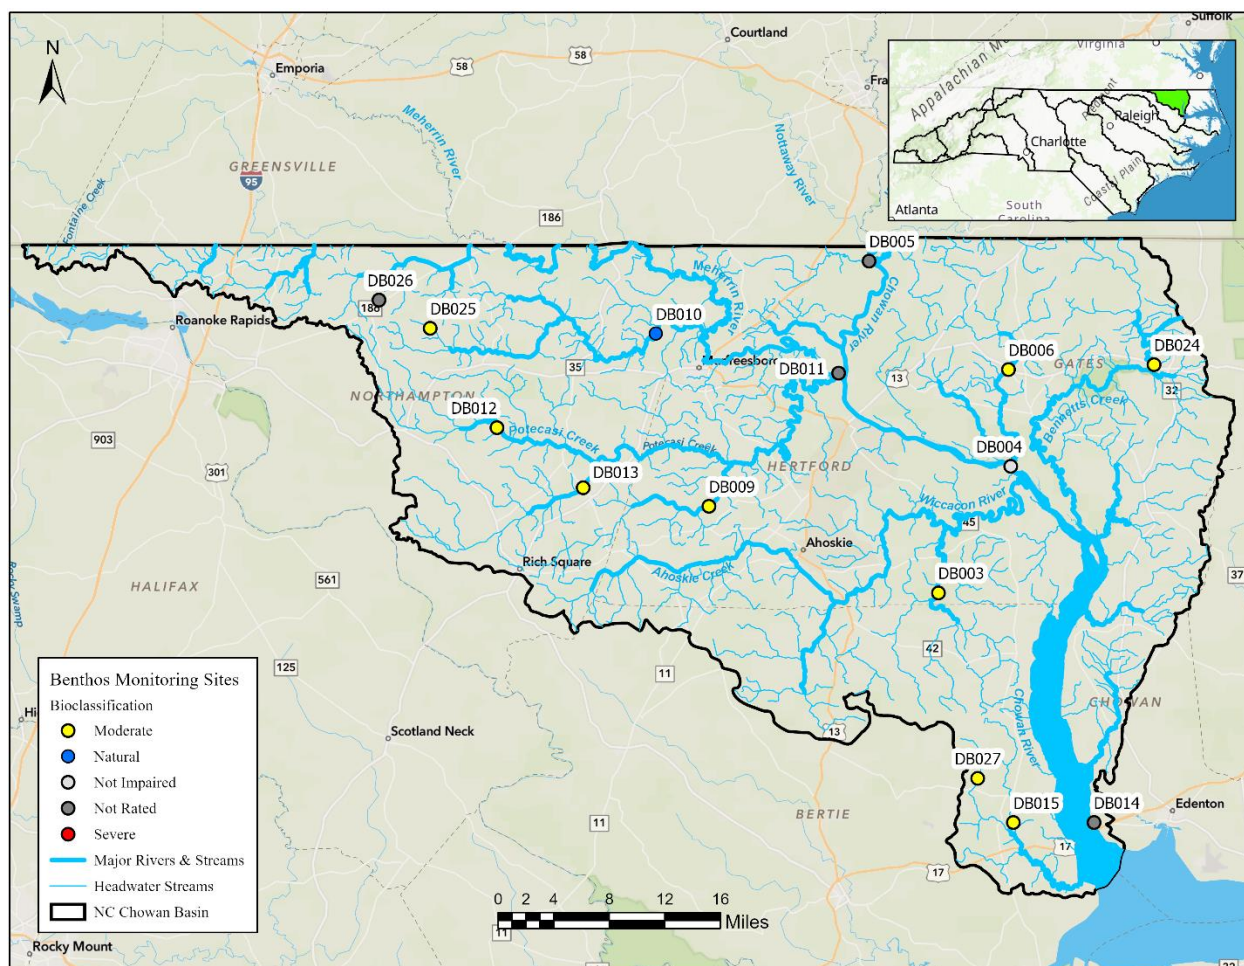 Suffolk
Courtland
58
58
Emporia
Fra
N
Meherrin River
Nottaway River
Fontaine Creek
GREENSVILLE
95
186
Virginia
Appalachian Mo
Piedmont
Raleigh
Charlotte
Coastal Plain
Atlanta
South
Carolina
DB005
DB026
186
DB025
Meherrin River
Chowan River
DB010
Roanoke Rapids
35
Murfreesboro
DB011
13
DB006
GATES
DB024
32
NORTHAMPTON
DB012
Potecasi Creek
Potecasi Creek
Bennetts Creek
903
301
DB013
DB009
HERTFORD
DB004
Wiccacon River
45
Ahoskie
Rich Square
Ahoskie Creek
DB003
37
HALIFAX
561
42
Rocky Swamp
125
11
Chowan River
CHOWAN
Scotland Neck
13
DB027
DB015
DB014
Edenton
BERTIE
11
17
17
Benthos Monitoring Sites
Bioclassification
Moderate
Natural
Not Impaired
Not Rated
Severe
Major Rivers & Streams
Headwater Streams
NC Chowan Basin
0 2 4 8 12 16
Miles
11
Rocky Mount
32